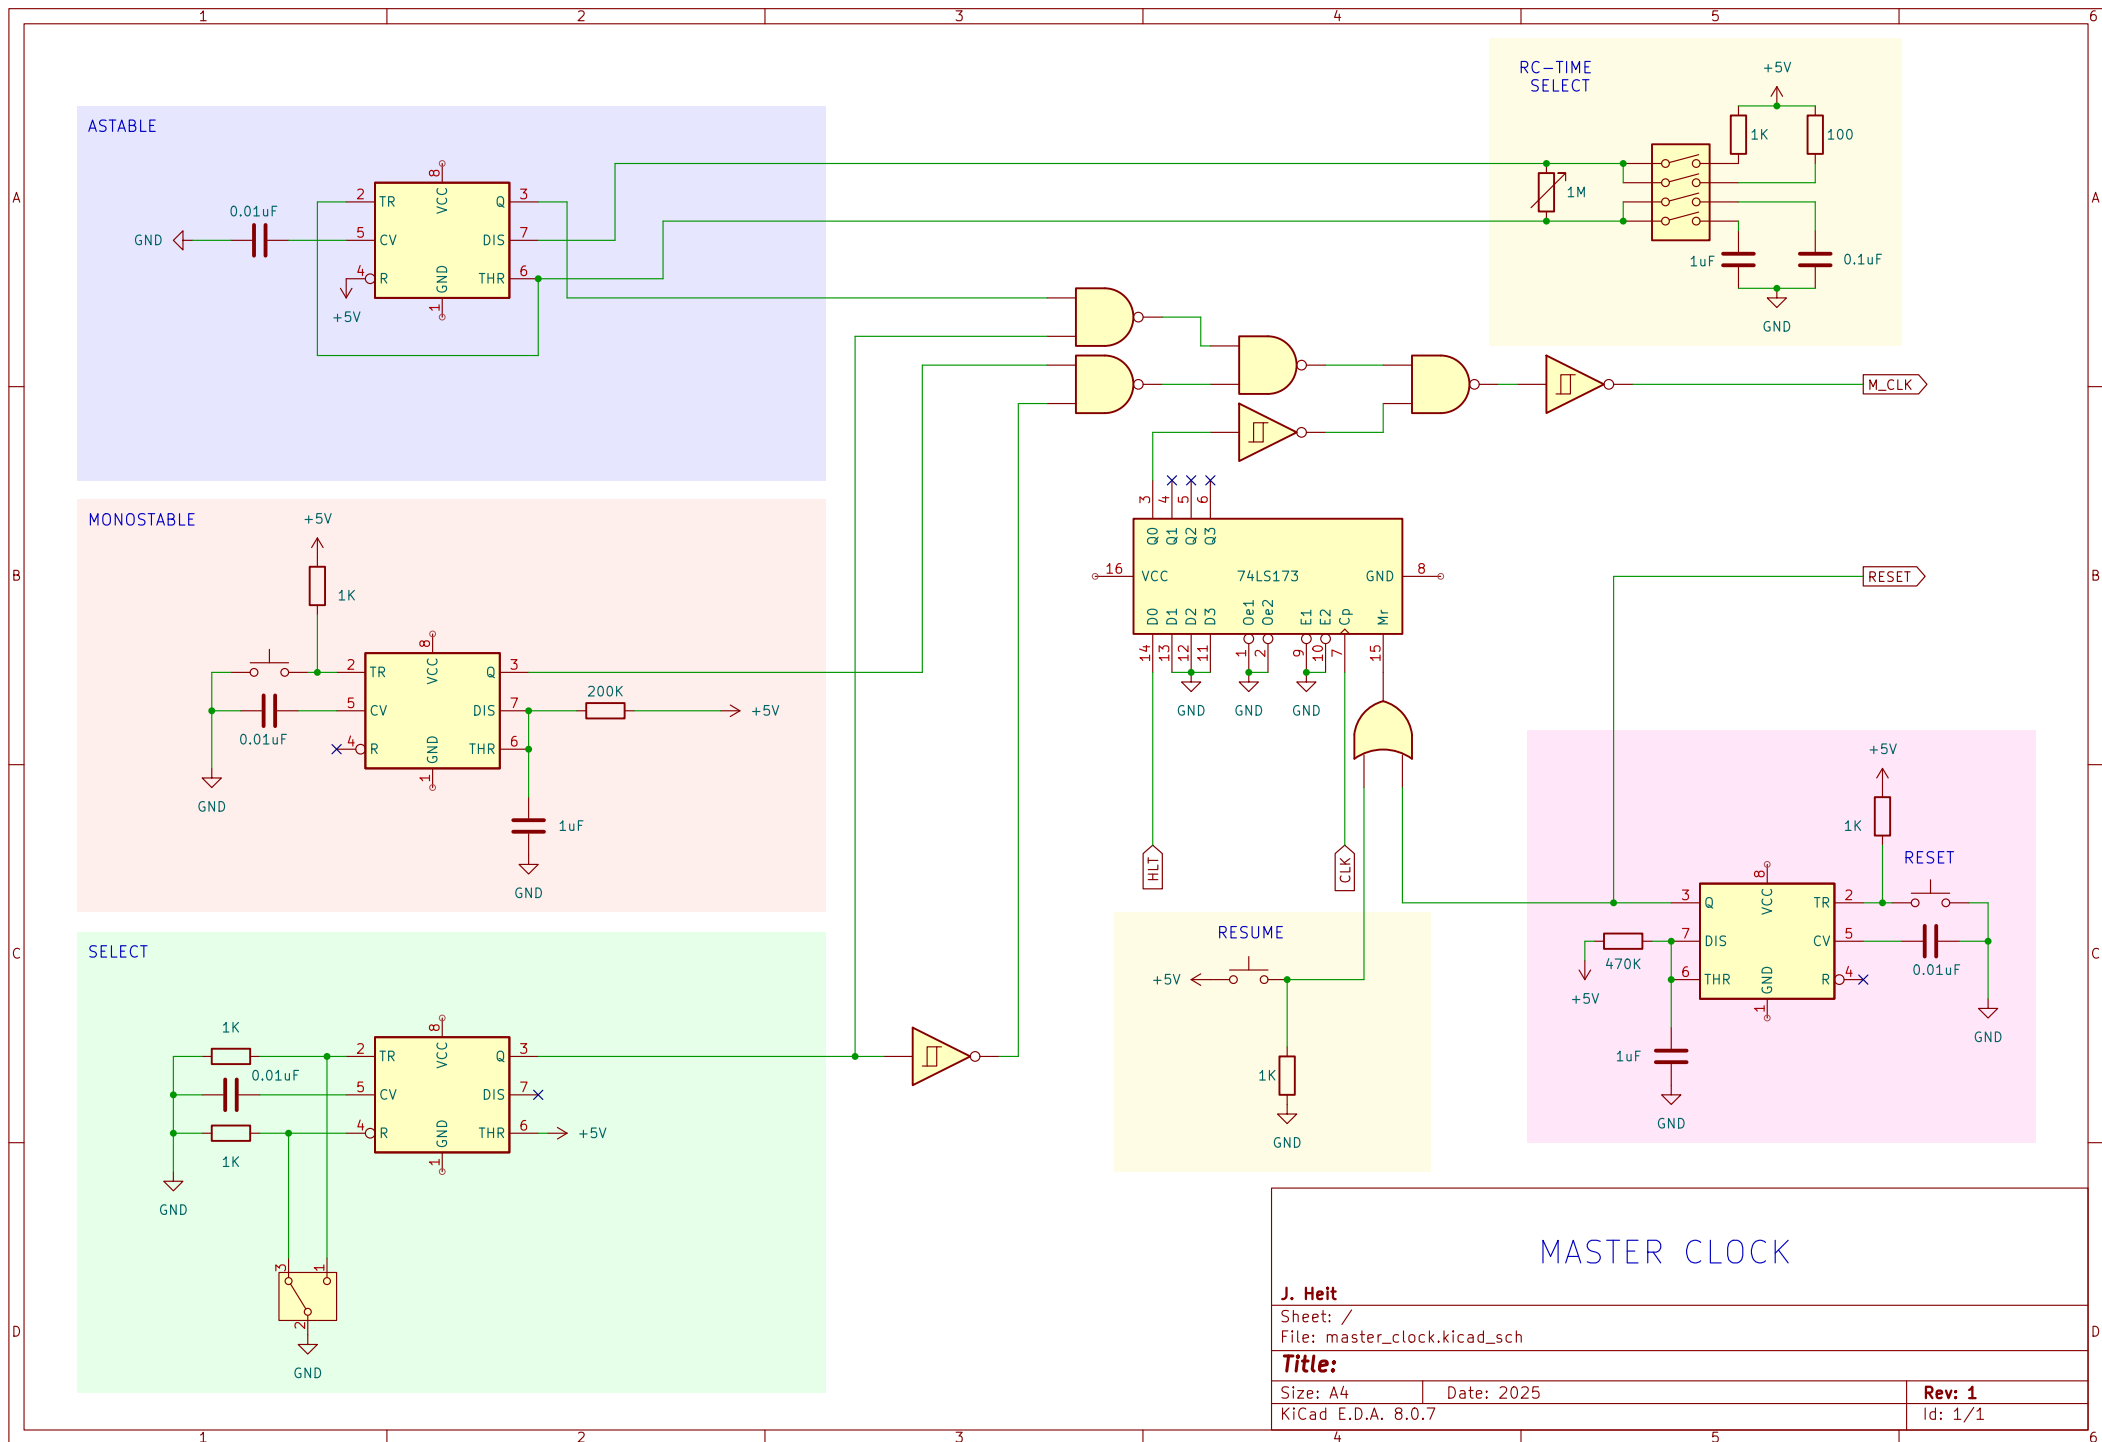 1 2 3 4 5 6
A
B
C
D
A
B
C
D
1 2 3 4 5 6
ASTABLE
0.01uF
GND
2 TR
5 CV
4 R
+5V
8 VCC
GND 1
Q 3
DIS 7
THR 6
RC-TIME
SELECT
+5V
1K
100
1M
1uF
0.1uF
GND
M_CLK
MONOSTABLE
+5V
1K
2 TR
5 CV
4 R
0.01uF
GND
8 VCC
GND 1
Q 3
DIS 7
THR 6
200K
+5V
1uF
GND
3 4 5 6
Q0 Q1 Q2 Q3
16 VCC
74LS173
GND 8
D0 D1 D2 D3 Oe1 Oe2 E1 E2 Cp Mr
14 13 12 11 1 2 9 10 7 15
GND GND GND
HLT
CLK
RESET
SELECT
1K
0.01uF
1K
GND
2 TR
5 CV
4 R
8 VCC
GND 1
Q 3
DIS 7
THR 6
+5V
3 1
2
GND
RESUME
+5V
1K
GND
+5V
1K
RESET
8 VCC
GND 1
3 Q
7 DIS
6 THR
TR 2
CV 5
R 4
470K
+5V
0.01uF
GND
1uF
GND
MASTER CLOCK
J. Heit
Sheet: /
File: master_clock.kicad_sch
Title:
Size: A4 Date: 2025 Rev: 1
KiCad E.D.A. 8.0.7 Id: 1/1